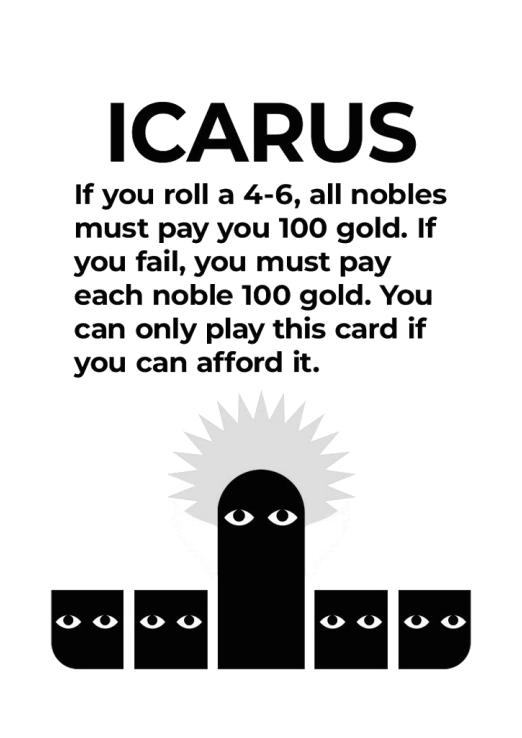 ICARUS
If you roll a 4-6, all nobles
must pay you 100 gold. If
you fail, you must pay
each noble 100 gold. You
can only play this card if
you can afford it.